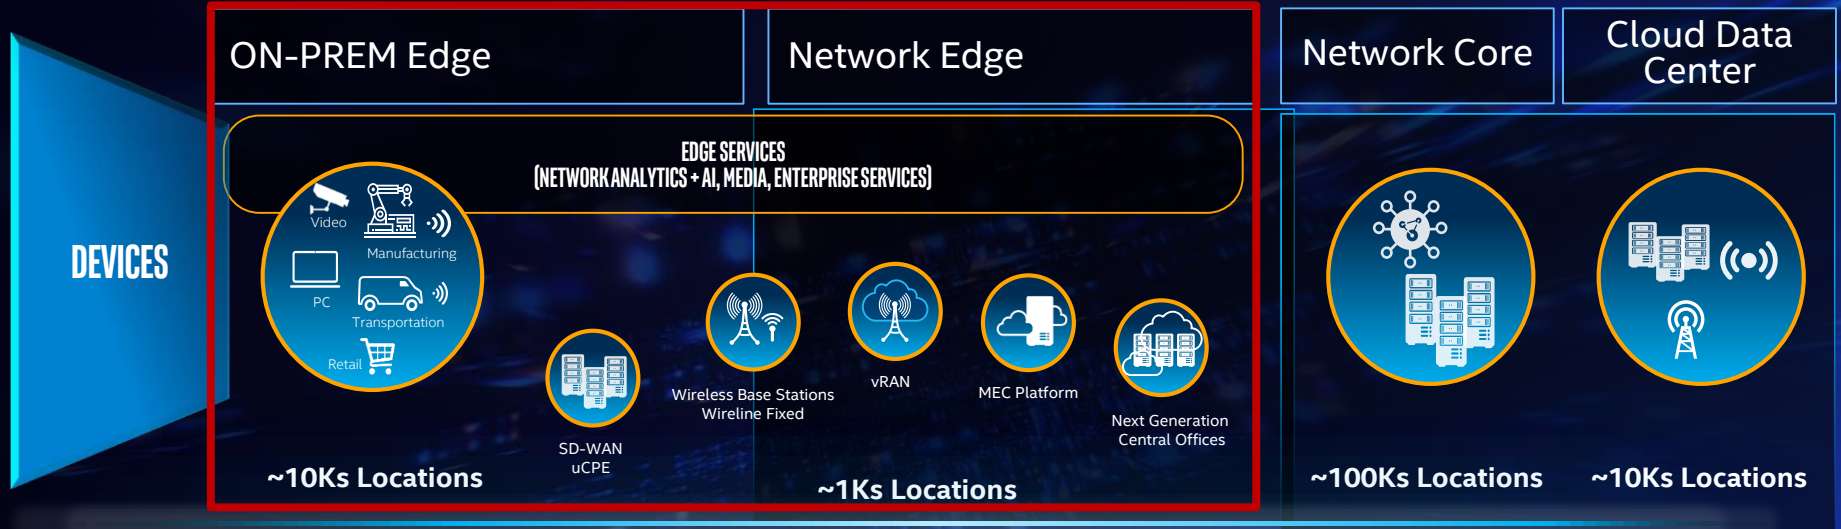 ON-PREM Edge
Network Edge
Network Core
Cloud Data
Center
EDGE SERVICES
(NETWORK ANALYTICS + AI, MEDIA, ENTERPRISE SERVICES)
DEVICES
Video
Manufacturing
PC
Transportation
Retail
SD-WAN
uCPE
Wireless Base Stations
Wireline Fixed
vRAN
MEC Platform
Next Generation
Central Offices
~10Ks Locations
~1Ks Locations
~100Ks Locations
~10Ks Locations